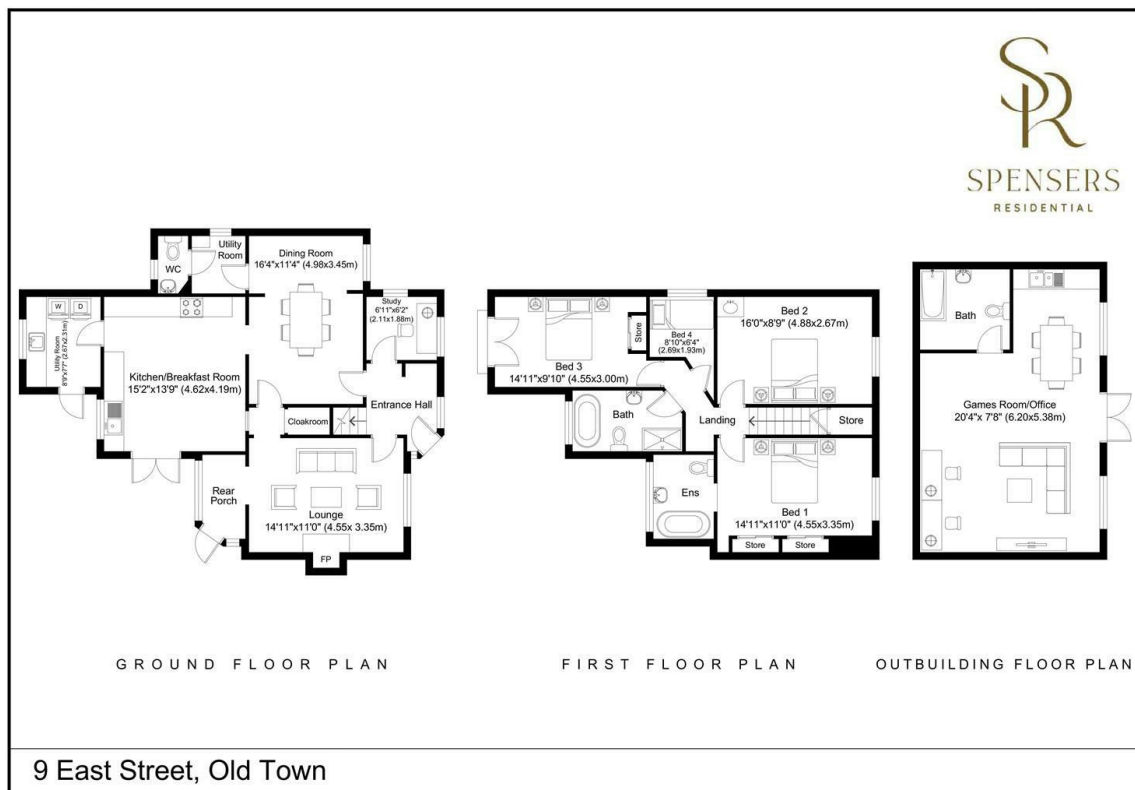 SR
SPENSERS
RESIDENTIAL
WC
Utility
Room
Dining Room
16'4"x11'4" (4.98x3.45m)
W
D
Utility Room
8'9"x7'7" (2.67x2.31m)
Study
6'11"x6'2"
(2.11x1.88m)
Kitchen/Breakfast Room
15'2"x13'9" (4.62x4.19m)
Entrance Hall
Cloakroom
Rear
Porch
Lounge
14'11"x11'0" (4.55x 3.35m)
FP
Store
Bed 4
8'10"x6'4"
(2.69x1.93m)
Bed 2
16'0"x8'9" (4.88x2.67m)
Bed 3
14'11"x9'10" (4.55x3.00m)
Bath
Landing
Store
Ens
Bed 1
14'11"x11'0" (4.55x3.35m)
Store
Store
Bath
Games Room/Office
20'4"x 7'8" (6.20x5.38m)
GROUND FLOOR PLAN
FIRST FLOOR PLAN
OUTBUILDING FLOOR PLAN
9 East Street, Old Town